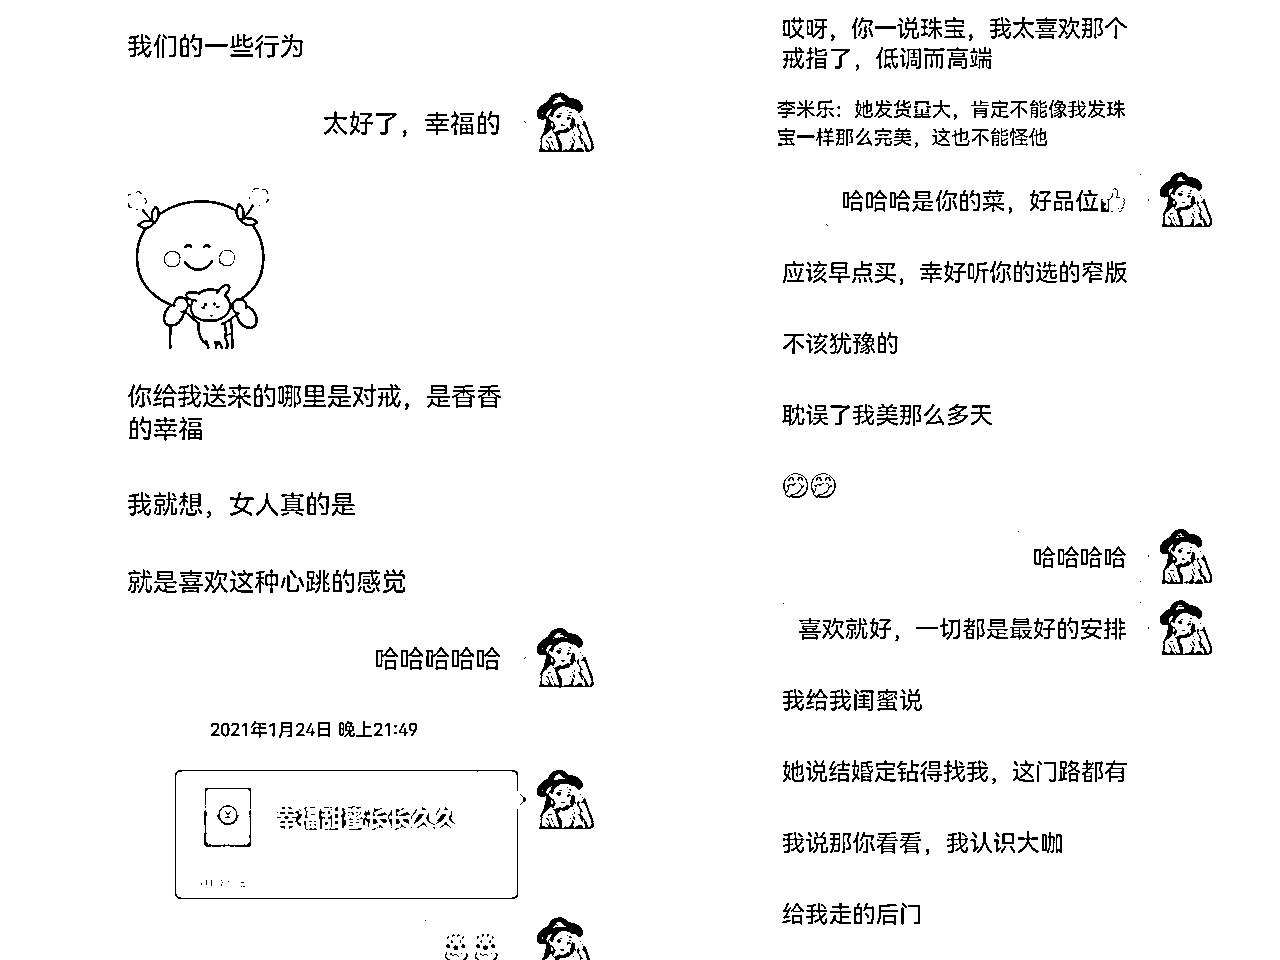 我们的一些行为
太好了，幸福的
你给我送来的哪里是对戒，是香香
的幸福
我就想，女人真的是
就是喜欢这种心跳的感觉
哈哈哈哈哈
2021年1月24日 晚上21:49
幸福甜蜜长长久久
哎呀，你一说珠宝，我太喜欢那个
戒指了，低调而高端
李米乐：她发货量大，肯定不能像我发珠
宝一样那么完美，这也不能怪他
哈哈哈是你的菜，好品位👍
应该早点买，幸好听你的选的窄版
不该犹豫的
耽误了我美那么多天
🤭🤭
哈哈哈哈
喜欢就好，一切都是最好的安排
我给我闺蜜说
她说结婚定钻得找我，这门路都有
我说那你看看，我认识大咖
给我走的后门